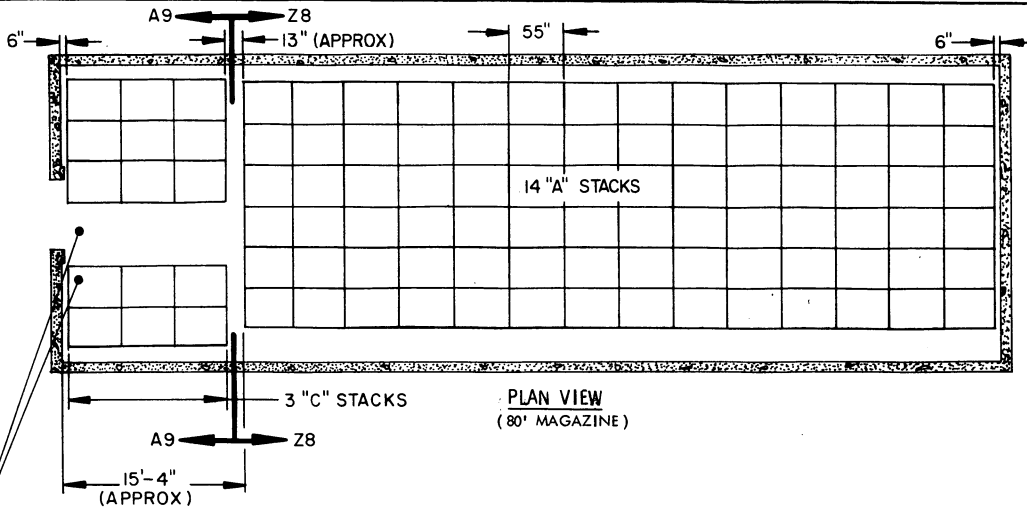 A9 Z8
6" 13" (APPROX) 55" 6"
14 "A" STACKS
3 "C" STACKS
PLAN VIEW
(80' MAGAZINE)
A9 Z8
15'-4"
(APPROX)